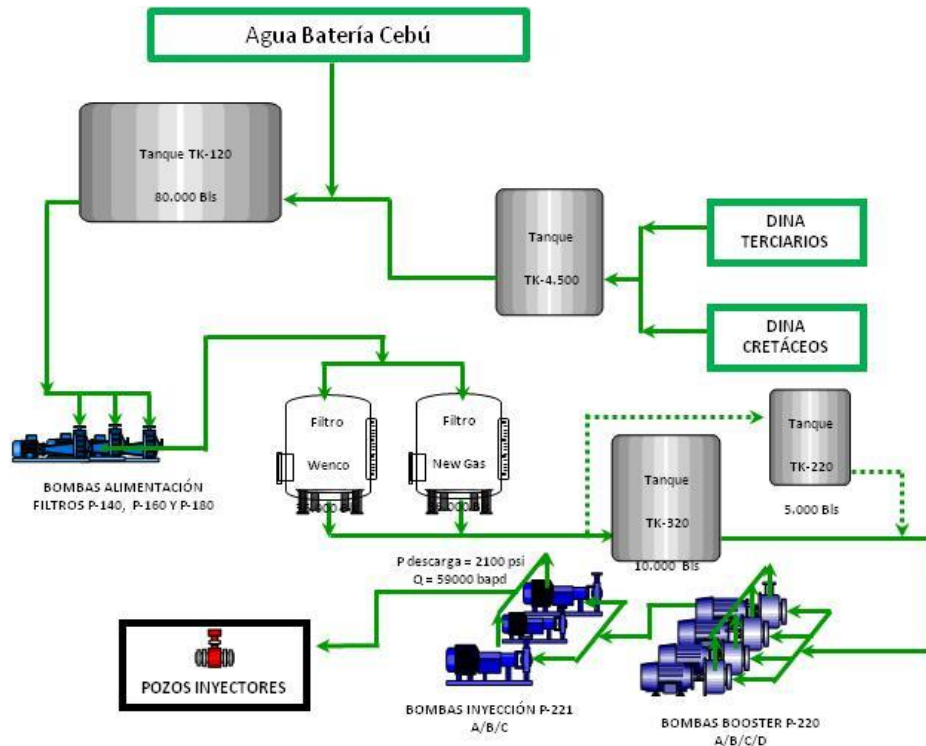 Agua Batería Cebú
Tanque TK-120
80.000 Bls
Tanque
TK-4.500
DINA
TERCIARIOS
DINA
CRETÁCEOS
Filtro
Wenco
Filtro
New Gas
Tanque
TK-220
5.000 Bls
Tanque
TK-320
10.000 Bls
BOMBAS ALIMENTACIÓN
FILTROS P-140, P-160 Y P-180
P descarga = 2100 psi
Q = 59000 bapd
POZOS INYECTORES
BOMBAS INYECCIÓN P-221
A/B/C
BOMBAS BOOSTER P-220
A/B/C/D